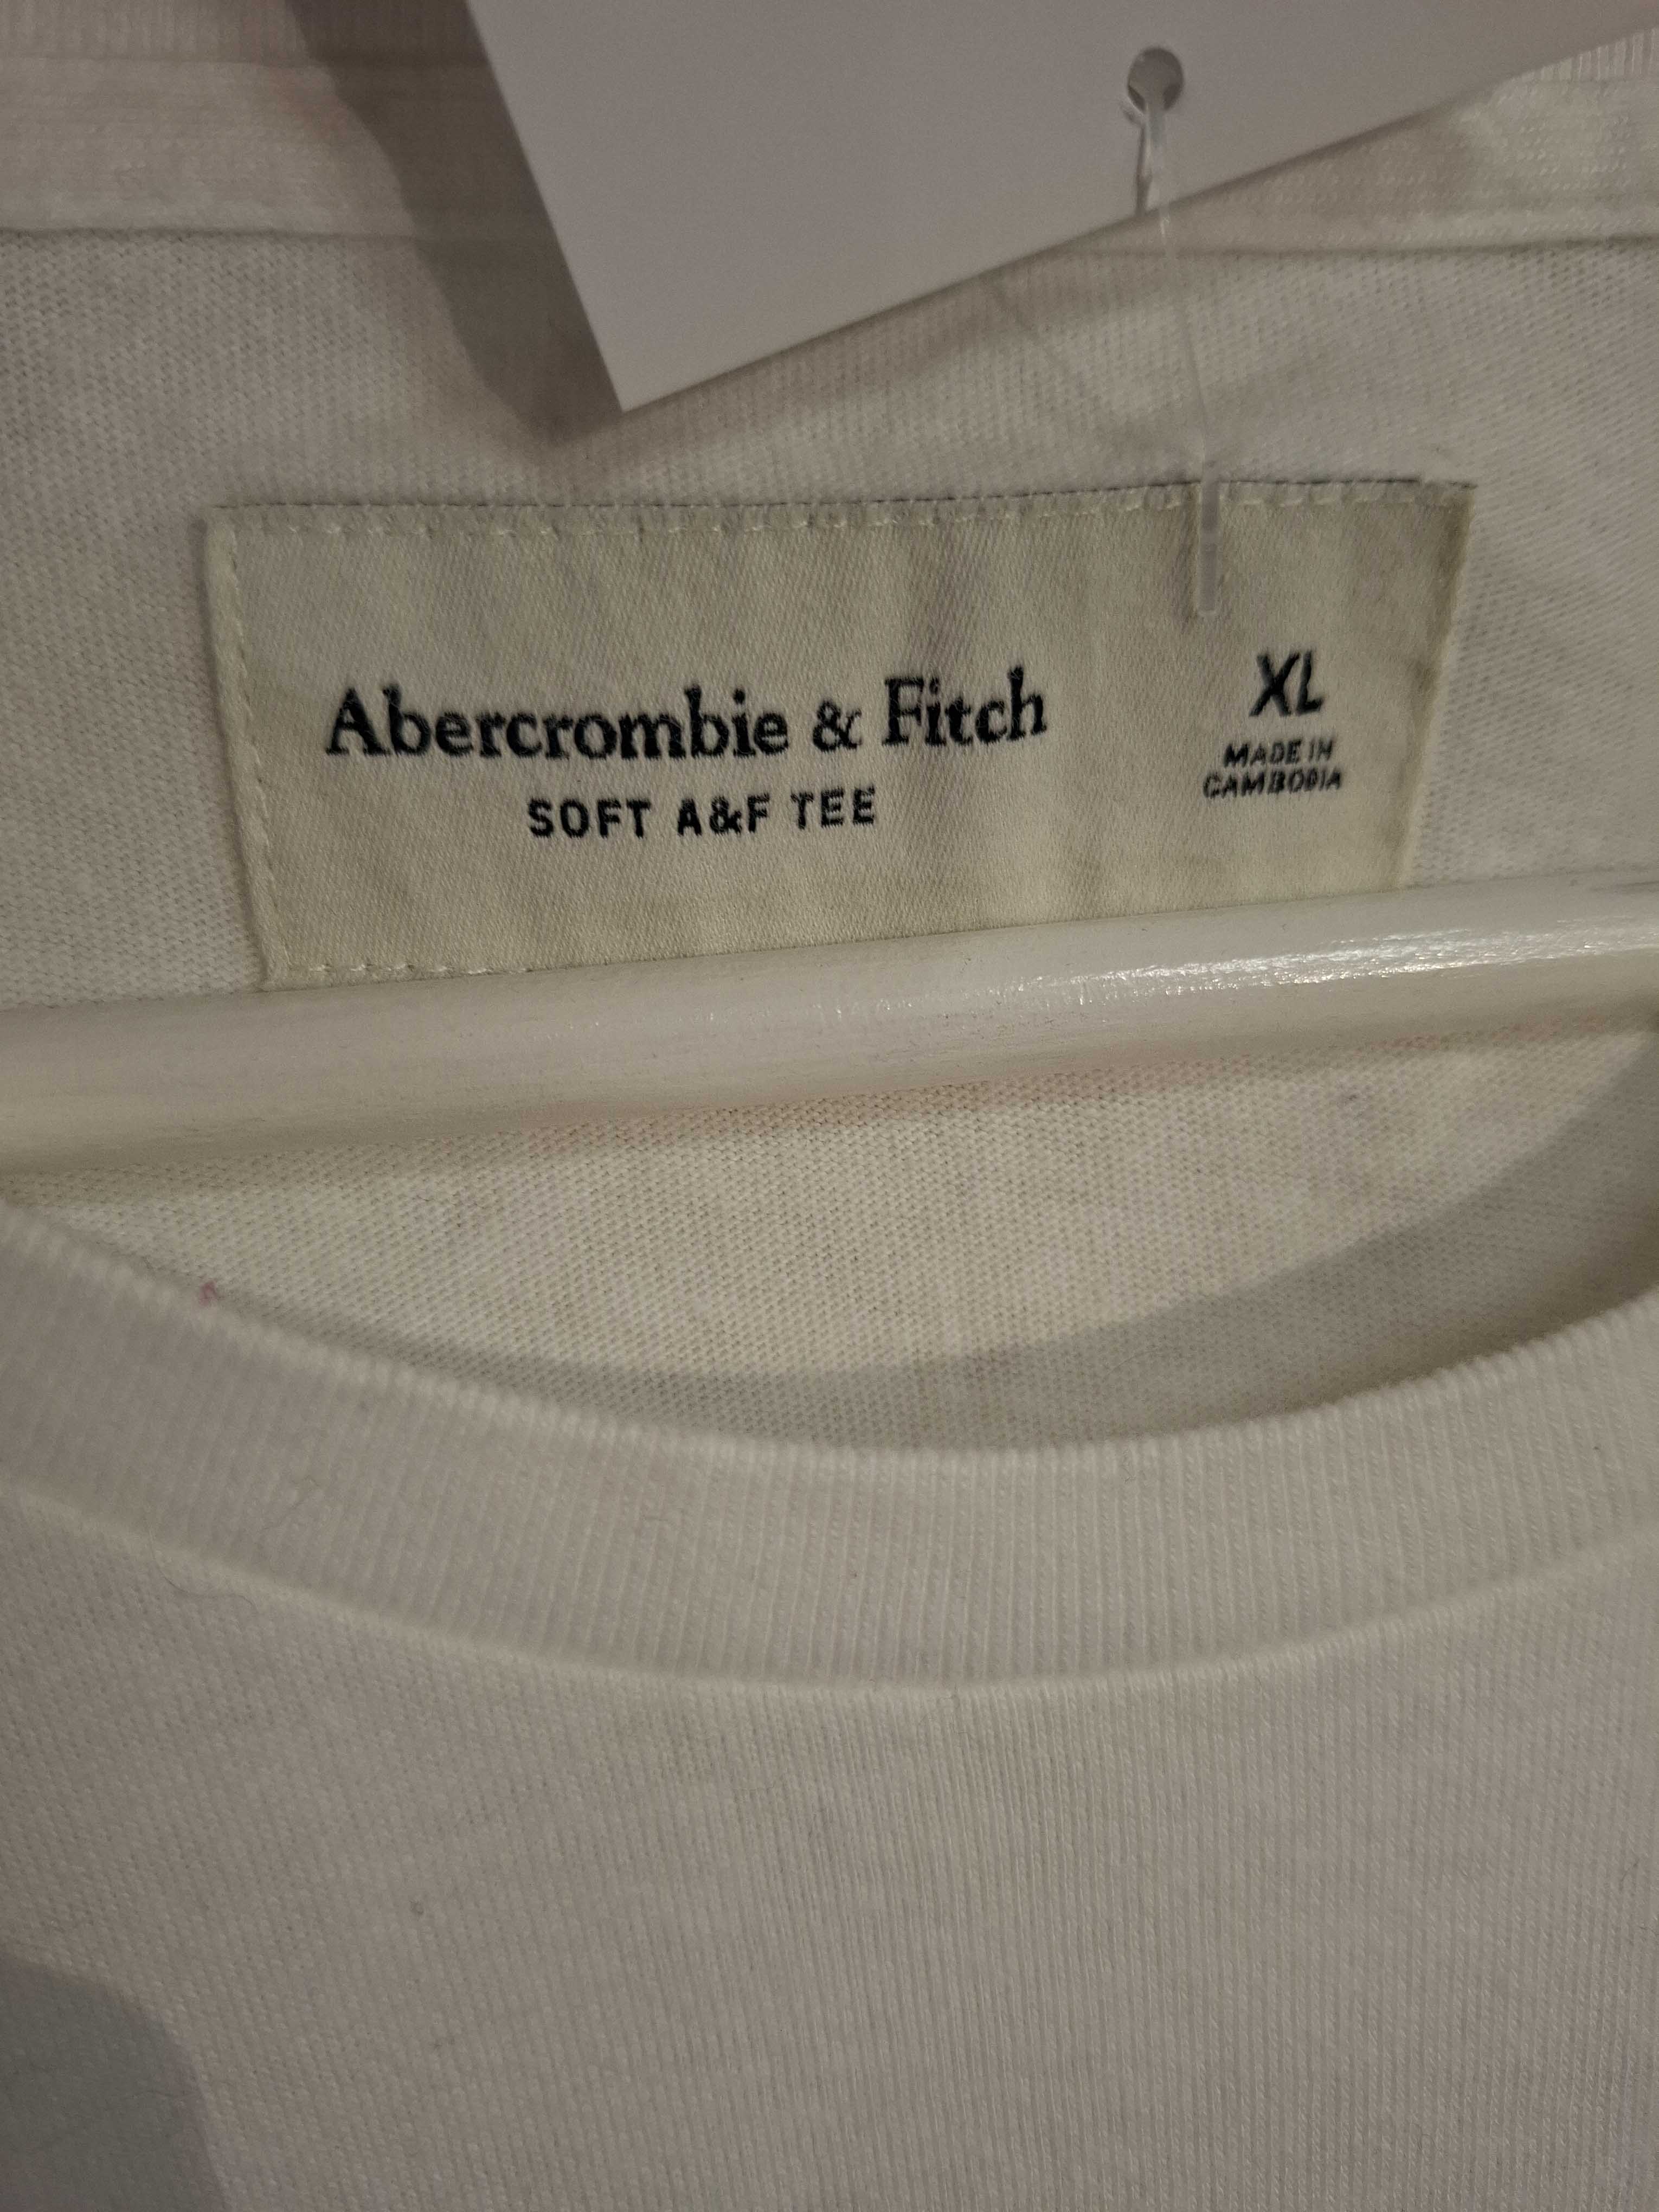 Abercrombie & Fitch
SOFT A&F TEE
XL
MADE IN
CAMBODIA